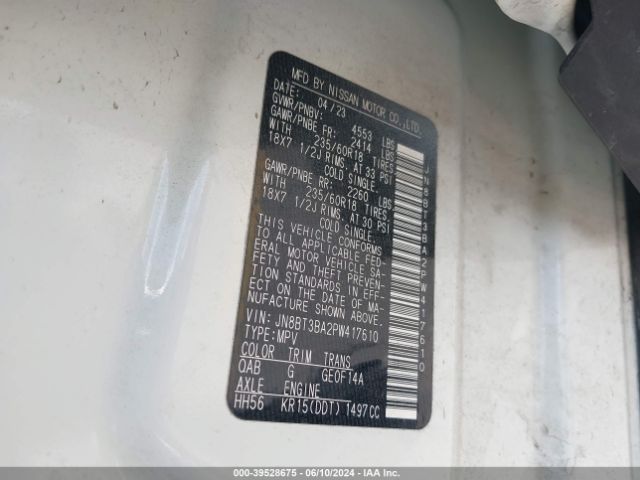 MFD BY NISSAN MOTOR CO.,LTD.
DATE: 04/23
GVWR/PNBV: 4553 LBS
GAWR/PNBE FR: 2414 LBS
WITH 235/60R18 TIRES,
18X7 1/2J RIMS, AT 33 PSI
COLD SINGLE.
GAWR/PNBE RR: 2260 LBS
WITH 235/60R18 TIRES,
18X7 1/2J RIMS, AT 30 PSI
COLD SINGLE.
THIS VEHICLE CONFORMS
TO ALL APPLICABLE FED-
ERAL MOTOR VEHICLE SA-
FETY AND THEFT PREVEN-
TION STANDARDS IN EFF-
ECT ON THE DATE OF MA-
NUFACTURE SHOWN ABOVE.
VIN: JN8BT3BA2PW417610
TYPE: MPV
COLOR TRIM TRANS
QAB G GE0F14A
AXLE ENGINE
HH56 KR15(DDT) 1497CC
JN8BT3BA2PW417610
000-39528675 / 06/10/2024 / IAA Inc.